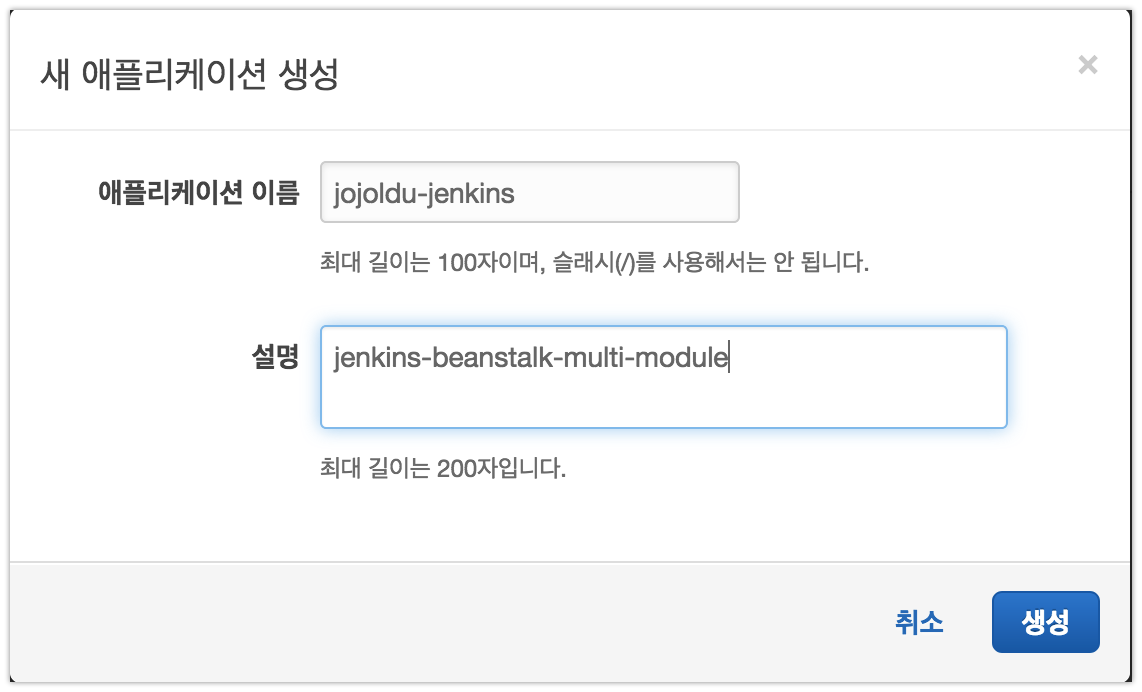 새 애플리케이션 생성
×
애플리케이션 이름
jojoldu-jenkins
최대 길이는 100자이며, 슬래시(/)를 사용해서는 안 됩니다.
설명
jenkins-beanstalk-multi-module
최대 길이는 200자입니다.
취소
생성